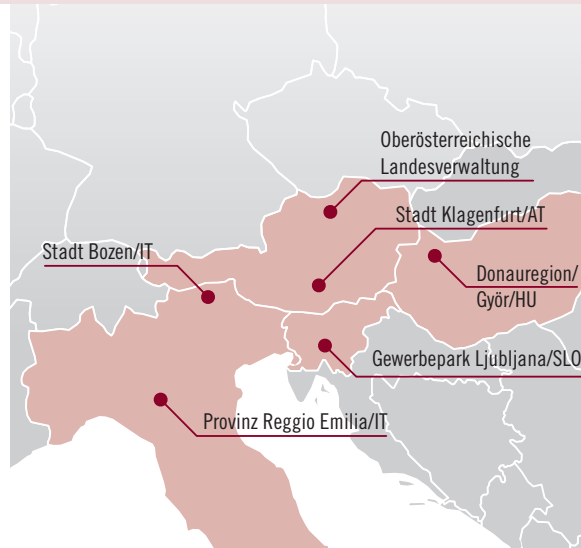 Oberösterreichische
Landesverwaltung
Stadt Klagenfurt/AT
Stadt Bozen/IT
Donauregion/
Györ/HU
Gewerbepark Ljubljana/SLO
Provinz Reggio Emilia/IT